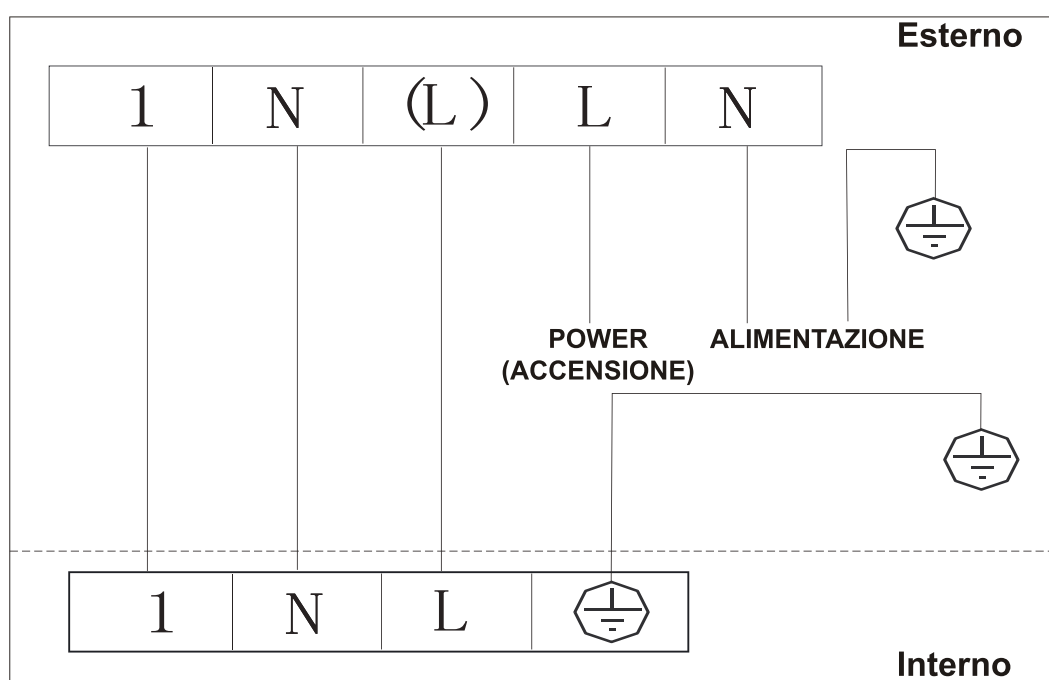 Esterno
1 N (L) L N
POWER ALIMENTAZIONE
(ACCENSIONE)
1 N L
Interno